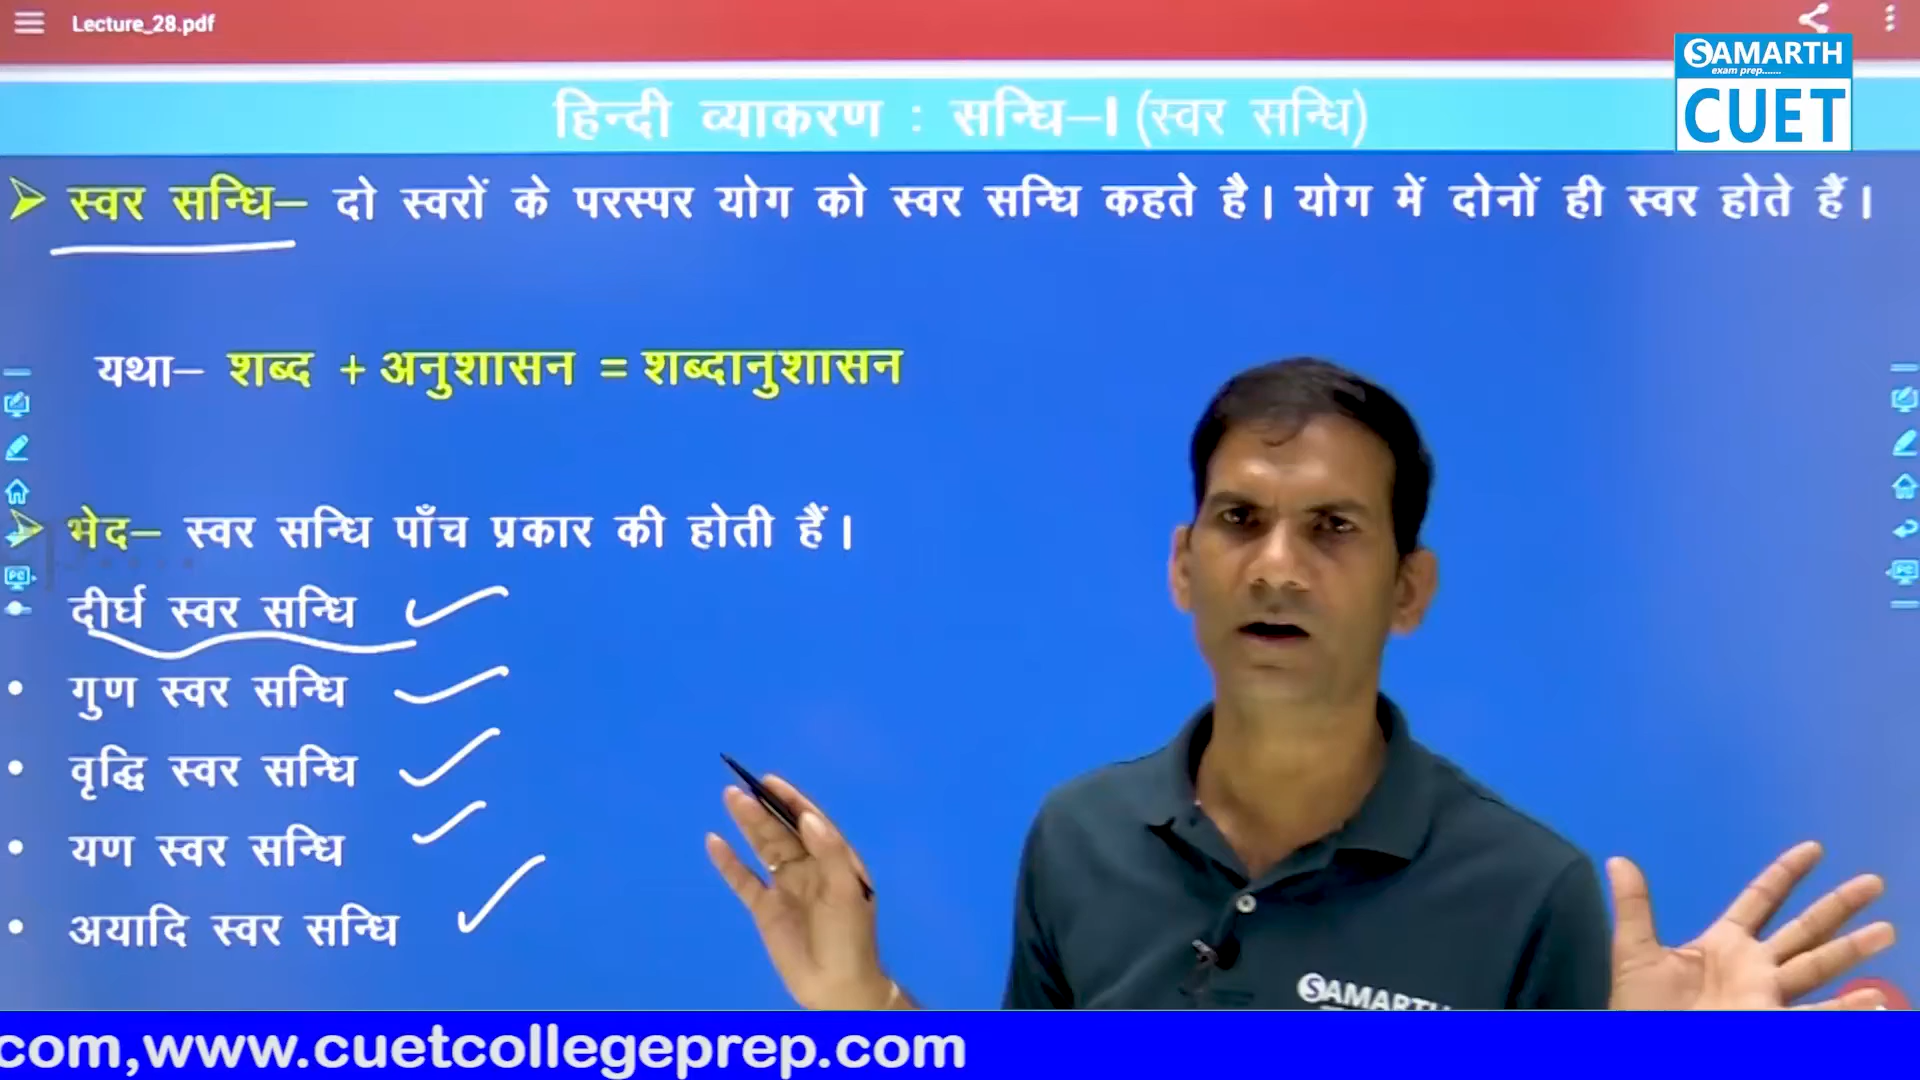 Lecture_28.pdf
SAMARTH
exam prep.......
CUET
हिन्दी व्याकरण : सन्धि–I (स्वर सन्धि)
स्वर सन्धि– दो स्वरों के परस्पर योग को स्वर सन्धि कहते है। योग में दोनों ही स्वर होते हैं।
यथा– शब्द + अनुशासन = शब्दानुशासन
भेद– स्वर सन्धि पाँच प्रकार की होती हैं।
दीर्घ स्वर सन्धि
• गुण स्वर सन्धि
• वृद्धि स्वर सन्धि
• यण स्वर सन्धि
• अयादि स्वर सन्धि
SAMARTH
com,www.cuetcollegeprep.com